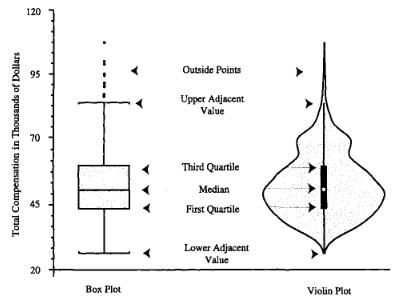 120
95
70
45
20
Total Compensation in Thousands of Dollars
Outside Points
Upper Adjacent
Value
Third Quartile
Median
First Quartile
Lower Adjacent
Value
Box Plot
Violin Plot